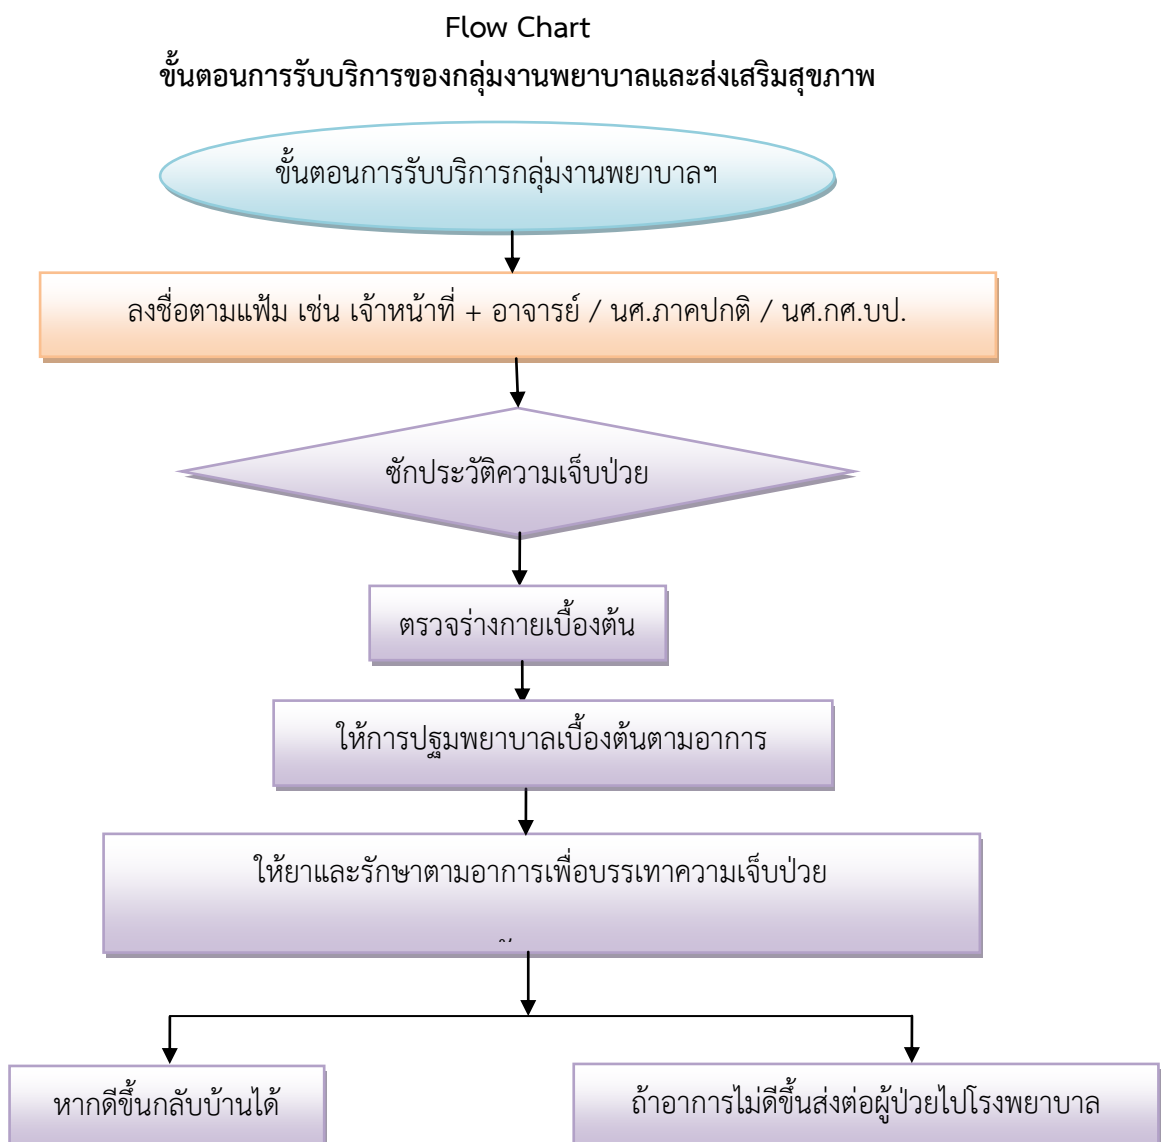 Flow Chart
ขั้นตอนการรับบริการของกลุ่มงานพยาบาลและส่งเสริมสุขภาพ
ขั้นตอนการรับบริการกลุ่มงานพยาบาลฯ
ลงชื่อตามแฟ้ม เช่น เจ้าหน้าที่ + อาจารย์ / นศ.ภาคปกติ / นศ.กศ.บป.
ซักประวัติความเจ็บป่วย
ตรวจร่างกายเบื้องต้น
ให้การปฐมพยาบาลเบื้องต้นตามอาการ
ให้ยาและรักษาตามอาการเพื่อบรรเทาความเจ็บป่วย
หากดีขึ้นกลับบ้านได้
ถ้าอาการไม่ดีขึ้นส่งต่อผู้ป่วยไปโรงพยาบาล